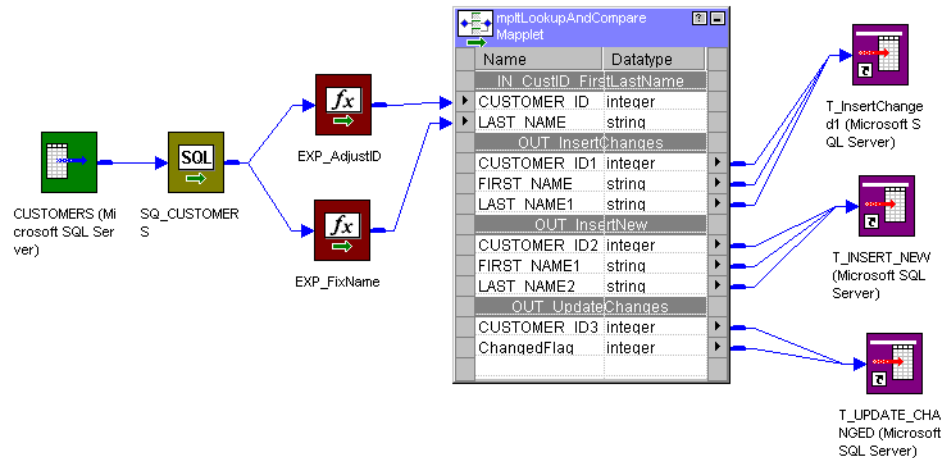 CUSTOMERS (Mi
crosoft SQL Ser
ver)
SQL
SQ_CUSTOMER
S
fx
EXP_AdjustID
fx
EXP_FixName
mpltLookupAndCompare
Mapplet
?
Name Datatype
IN_CustID_FirstLastName
CUSTOMER_ID integer
LAST_NAME string
OUT_InsertChanges
CUSTOMER_ID1 integer
FIRST_NAME string
LAST_NAME1 string
OUT_InsertNew
CUSTOMER_ID2 integer
FIRST_NAME1 string
LAST_NAME2 string
OUT_UpdateChanges
CUSTOMER_ID3 integer
ChangedFlag integer
T_InsertChange
d1 (Microsoft S
QL Server)
T_INSERT_NEW
(Microsoft SQL
Server)
T_UPDATE_CHA
NGED (Microsoft
SQL Server)